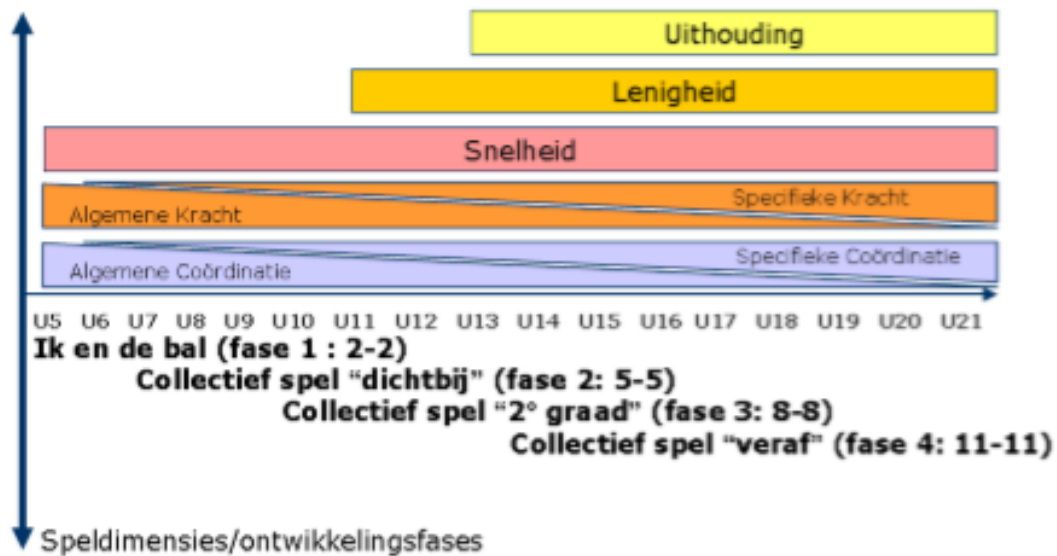 Uithouding
Lenigheid
Snelheid
Specifieke Kracht
Algemene Kracht
Specifieke Coördinatie
Algemene Coördinatie
U5 U6 U7 U8 U9 U10 U11 U12 U13 U14 U15 U16 U17 U18 U19 U20 U21
Ik en de bal (fase 1 : 2-2)
Collectief spel “dichtbij” (fase 2: 5-5)
Collectief spel “2° graad” (fase 3: 8-8)
Collectief spel “veraf” (fase 4: 11-11)
Speldimensies/ontwikkelingsfases